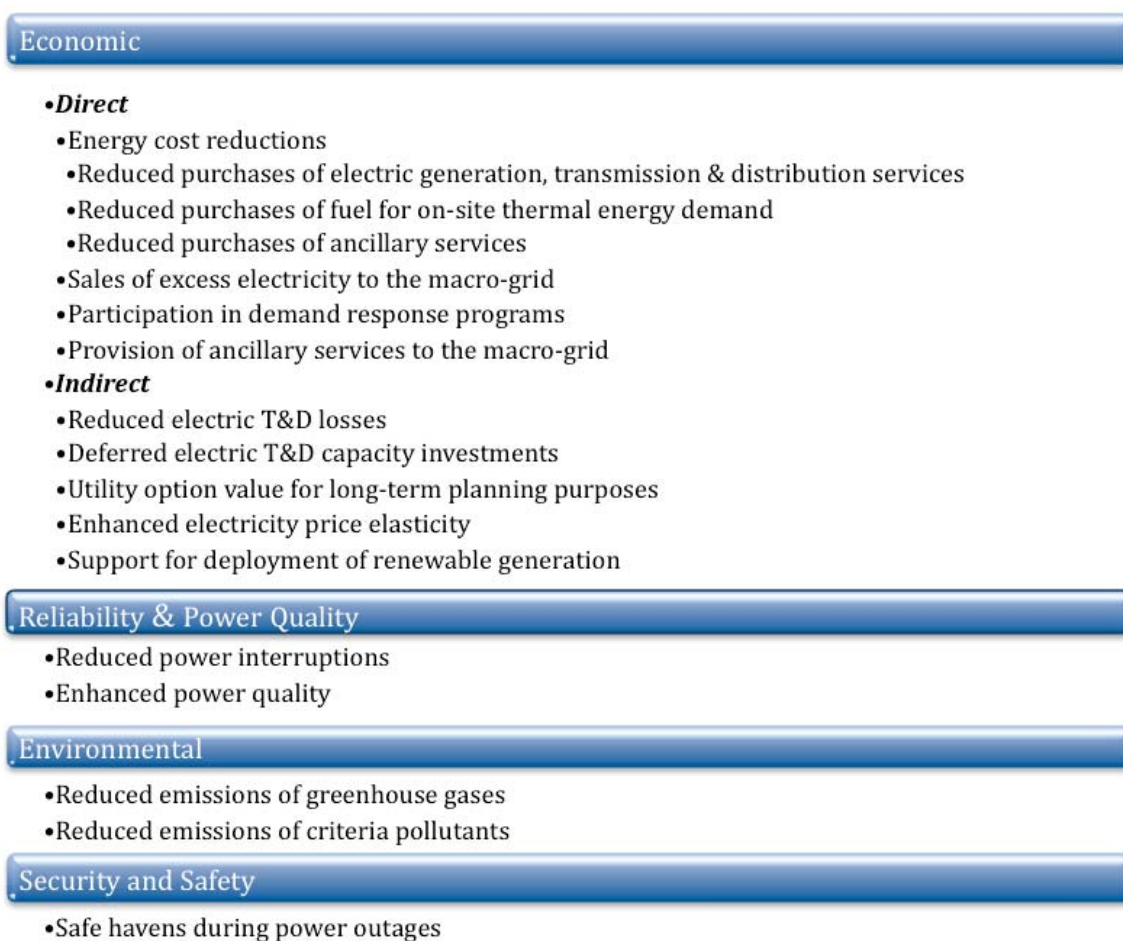 Economic
•Direct
•Energy cost reductions
•Reduced purchases of electric generation, transmission & distribution services
•Reduced purchases of fuel for on-site thermal energy demand
•Reduced purchases of ancillary services
•Sales of excess electricity to the macro-grid
•Participation in demand response programs
•Provision of ancillary services to the macro-grid
•Indirect
•Reduced electric T&D losses
•Deferred electric T&D capacity investments
•Utility option value for long-term planning purposes
•Enhanced electricity price elasticity
•Support for deployment of renewable generation
Reliability & Power Quality
•Reduced power interruptions
•Enhanced power quality
Environmental
•Reduced emissions of greenhouse gases
•Reduced emissions of criteria pollutants
Security and Safety
•Safe havens during power outages